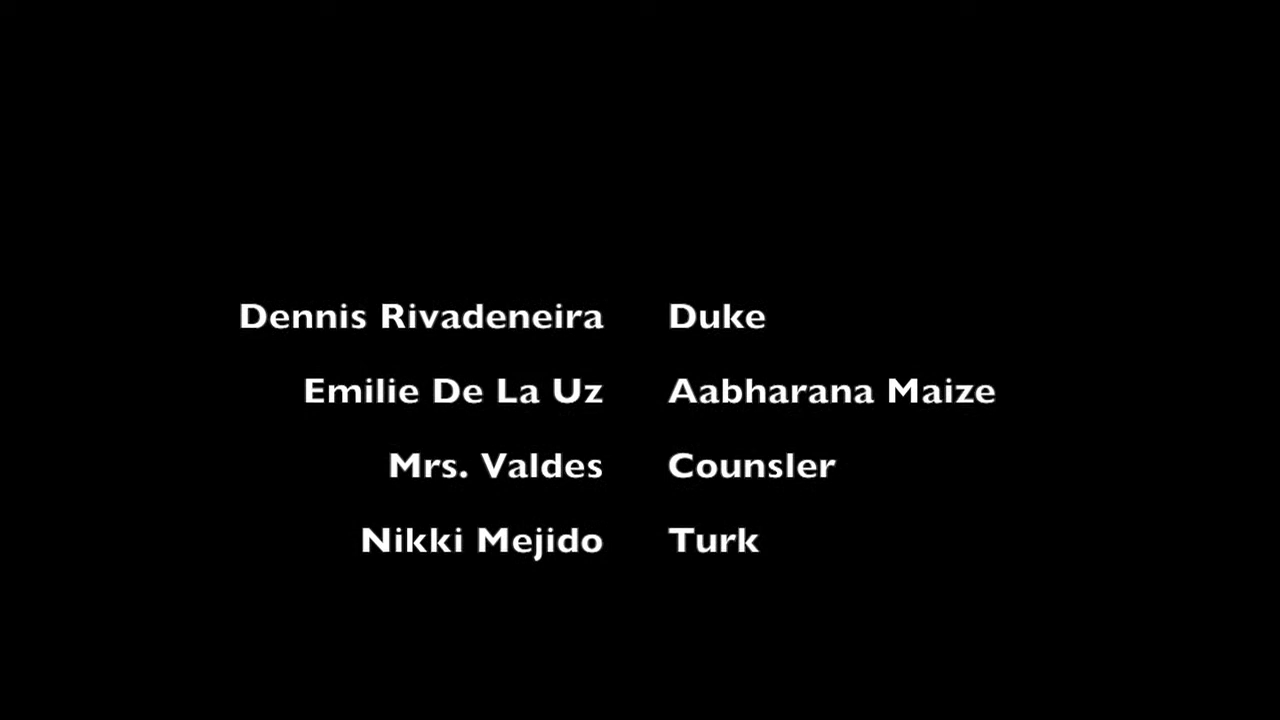 Dennis Rivadeneira Duke
Emilie De La Uz Aabharana Maize
Mrs. Valdes Counsler
Nikki Mejido Turk